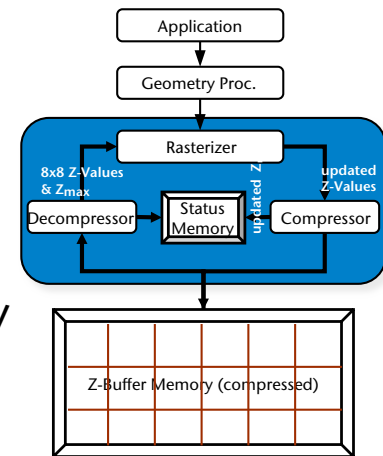 Application
Geometry Proc.
Rasterizer
8x8 Z-Values
& Zmax
updated
Z-Values
updated Z
Decompressor
Status
Memory
Compressor
y
Z-Buffer Memory (compressed)